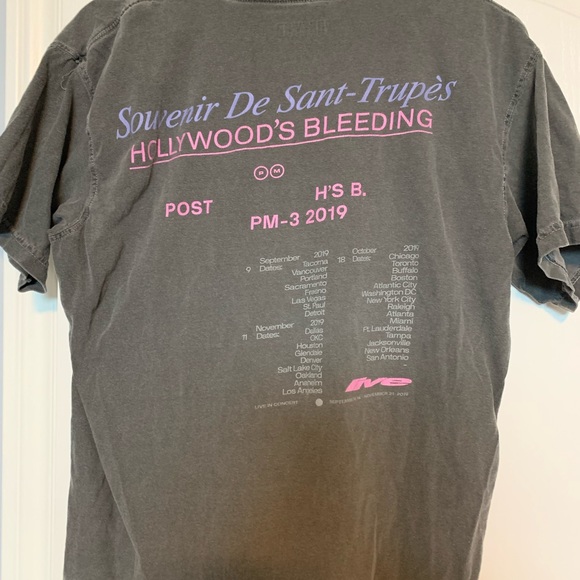 Souvenir De Sant-Trupès
HOLLYWOOD'S BLEEDING
P M
POST H'S B.
PM-3 2019
September 2019
9 Dates: Tacoma
Vancouver
Portland
Sacramento
Fresno
Las Vegas
St. Paul
Detroit
October 2019
18 Dates: Chicago
Toronto
Buffalo
Boston
Atlantic City
Washington DC
New York City
Raleigh
Atlanta
Miami
Ft. Lauderdale
Tampa
Jacksonville
New Orleans
San Antonio
November 2019
11 Dates: Dallas
OKC
Houston
Glendale
Denver
Salt Lake City
Oakland
Anaheim
Los Angeles
live
LIVE IN CONCERT